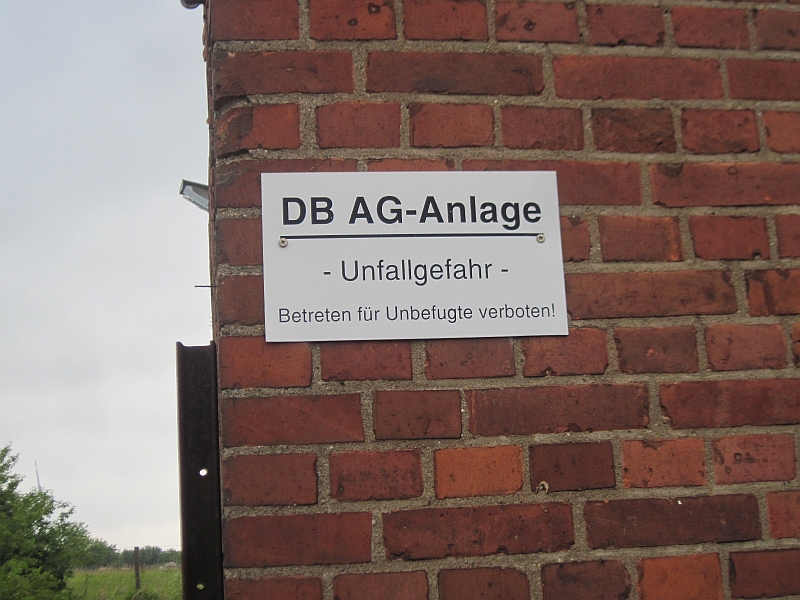 DB AG-Anlage
- Unfallgefahr -
Betreten für Unbefugte verboten!